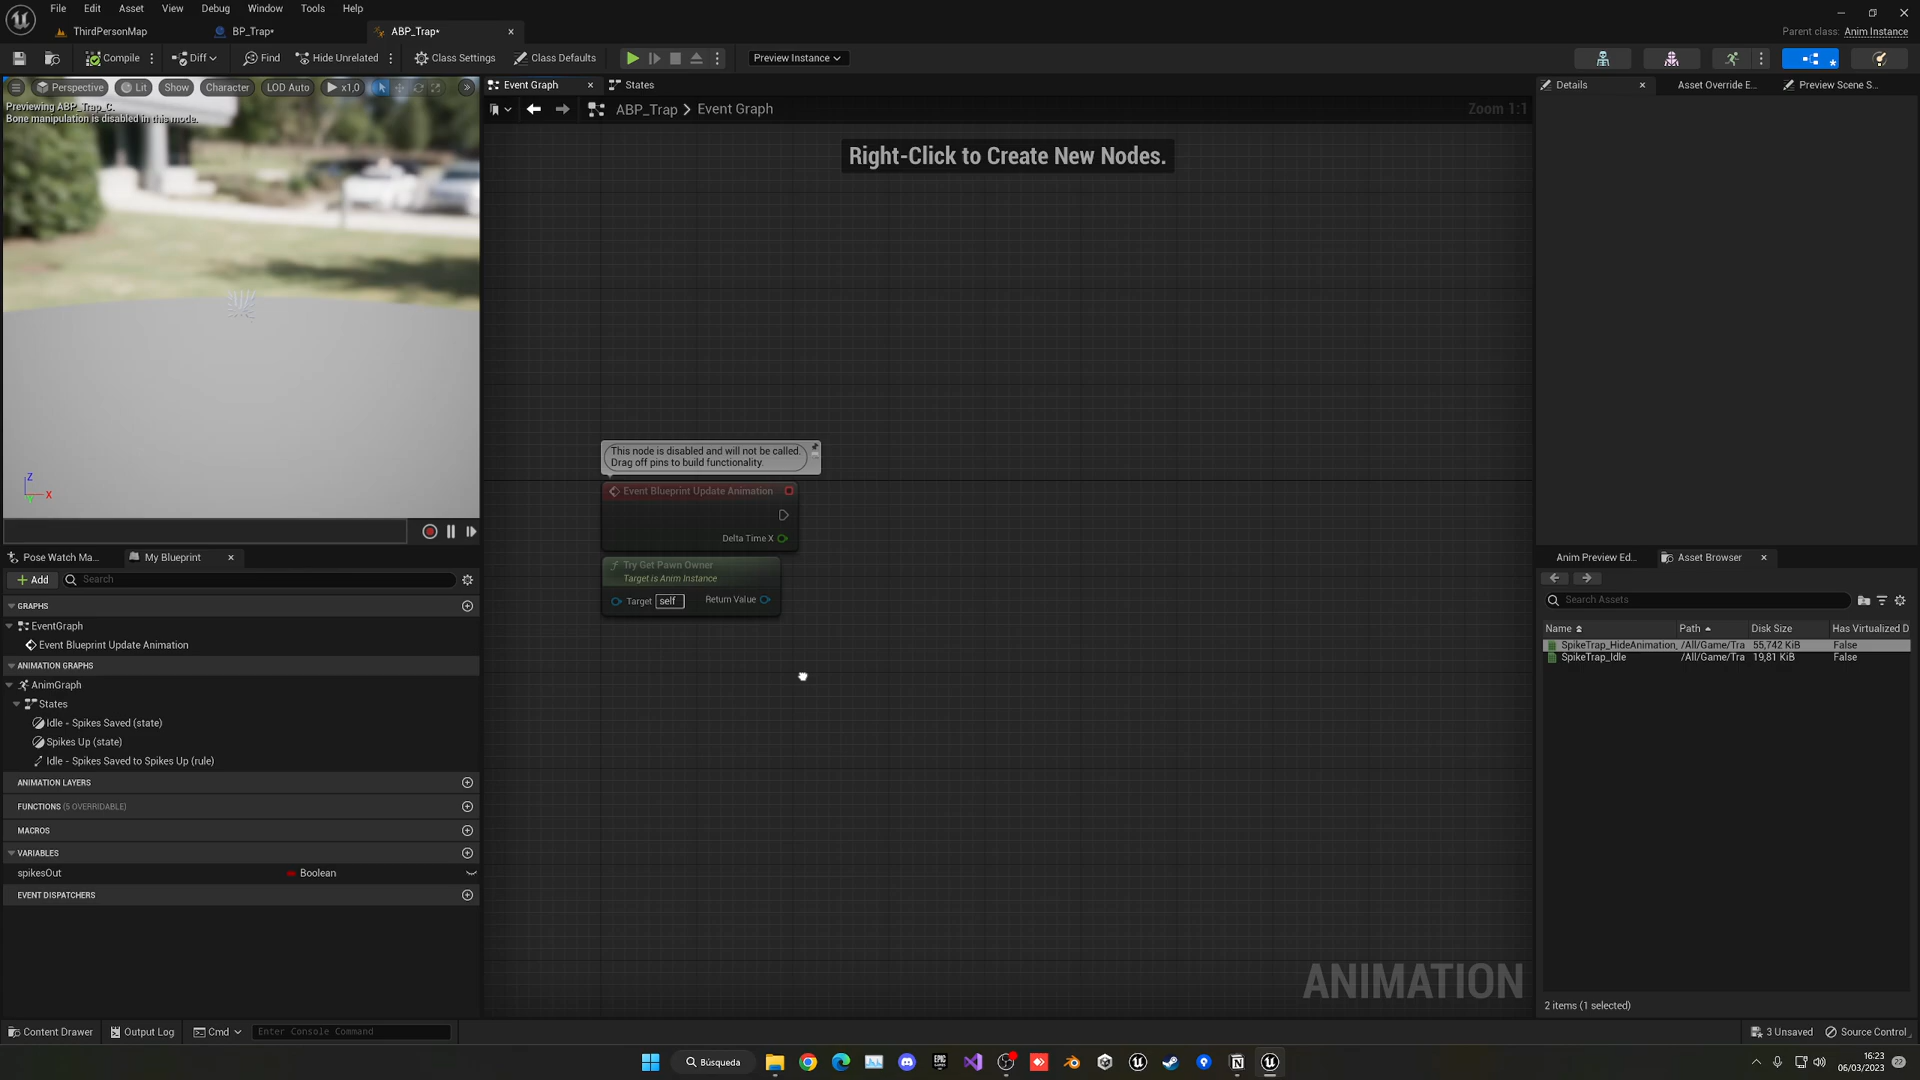 File Edit Asset View Debug Window Tools Help
ThirdPersonMap BP_Trap* ABP_Trap*
Parent class: Anim Instance
Compile Diff Find Hide Unrelated Class Settings Class Defaults Preview Instance
Perspective Lit Show Character LOD Auto x1,0
Previewing ABP_Trap_C.
Bone manipulation is disabled in this mode.
Z
X
Event Graph States
ABP_Trap > Event Graph
Zoom 1:1
Right-Click to Create New Nodes.
This node is disabled and will not be called.
Drag off pins to build functionality.
Event Blueprint Update Animation
Delta Time X
Try Get Pawn Owner
Target is Anim Instance
Target self Return Value
ANIMATION
Pose Watch Ma... My Blueprint
Add Search
GRAPHS
EventGraph
Event Blueprint Update Animation
ANIMATION GRAPHS
AnimGraph
States
Idle - Spikes Saved (state)
Spikes Up (state)
Idle - Spikes Saved to Spikes Up (rule)
ANIMATION LAYERS
FUNCTIONS (5 OVERRIDABLE)
MACROS
VARIABLES
spikesOut Boolean
EVENT DISPATCHERS
Details Asset Override E... Preview Scene S...
Anim Preview Ed... Asset Browser
Search Assets
Name Path Disk Size Has Virtualized D
SpikeTrap_HideAnimation_ /All/Game/Tra 55,742 KiB False
SpikeTrap_Idle /All/Game/Tra 19,81 KiB False
2 items (1 selected)
Content Drawer Output Log Cmd Enter Console Command
3 Unsaved Source Control
Búsqueda
16:23
06/03/2023
22